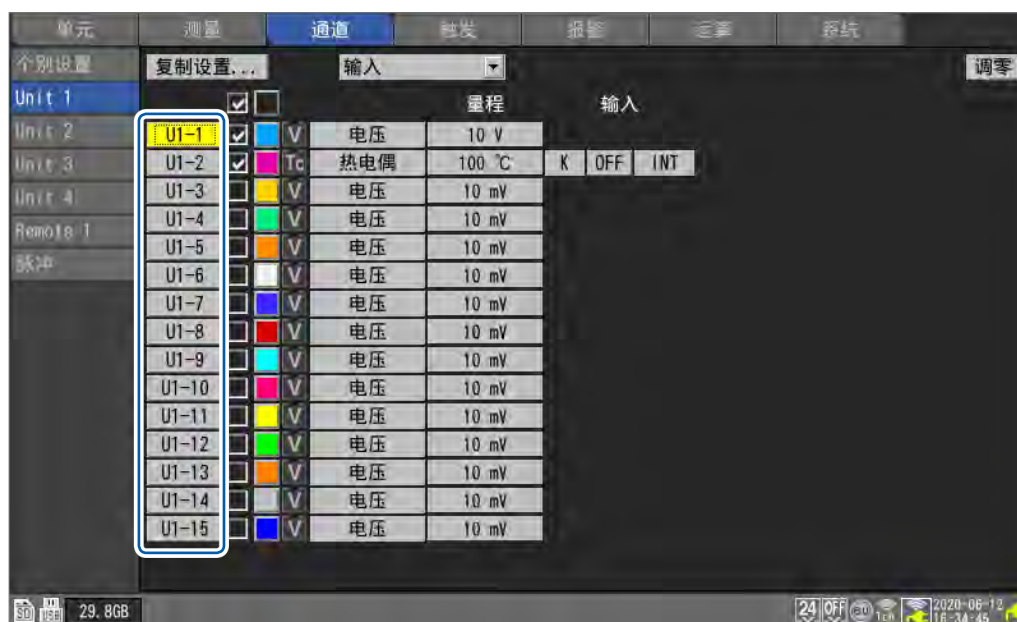 单元 测量 通道 触发 报警 运算 系统
个别设置 复制设置... 输入 调零
Unit 1 量程 输入
Unit 2 U1-1 V 电压 10 V
Unit 3 U1-2 Tc 热电偶 100 ℃ K OFF INT
Unit 4 U1-3 V 电压 10 mV
Remote 1 U1-4 V 电压 10 mV
脉冲 U1-5 V 电压 10 mV
U1-6 V 电压 10 mV
U1-7 V 电压 10 mV
U1-8 V 电压 10 mV
U1-9 V 电压 10 mV
U1-10 V 电压 10 mV
U1-11 V 电压 10 mV
U1-12 V 电压 10 mV
U1-13 V 电压 10 mV
U1-14 V 电压 10 mV
U1-15 V 电压 10 mV
SD USB 29.8GB 24 OFF 1ch 2020-06-12
16-34-45